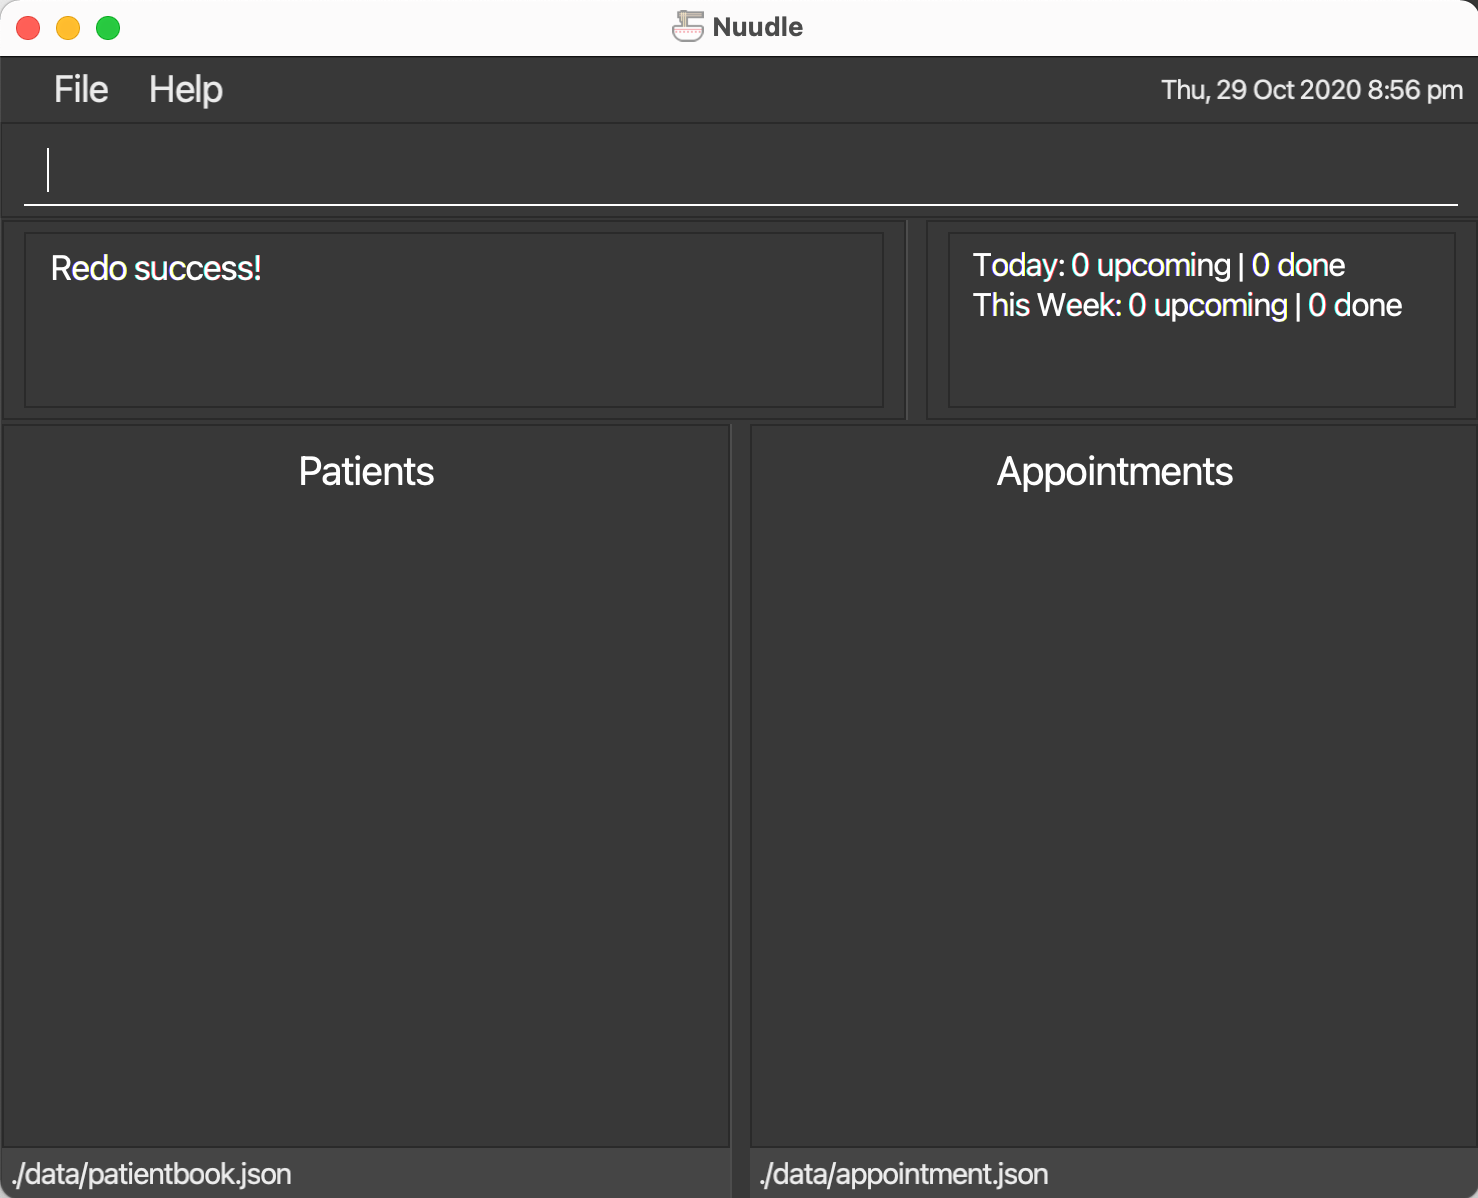 Nuudle
File Help Thu, 29 Oct 2020 8:56 pm
Redo success!
Today: 0 upcoming | 0 done
This Week: 0 upcoming | 0 done
Patients
Appointments
./data/patientbook.json
./data/appointment.json